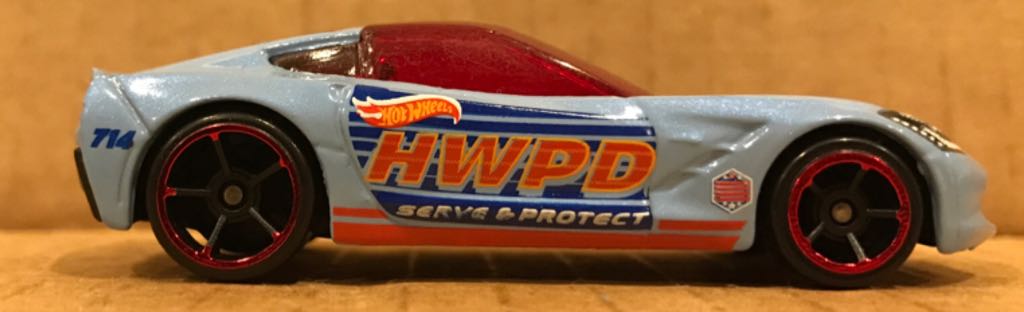 HOT WHEELS
HWPD
SERVE & PROTECT
714